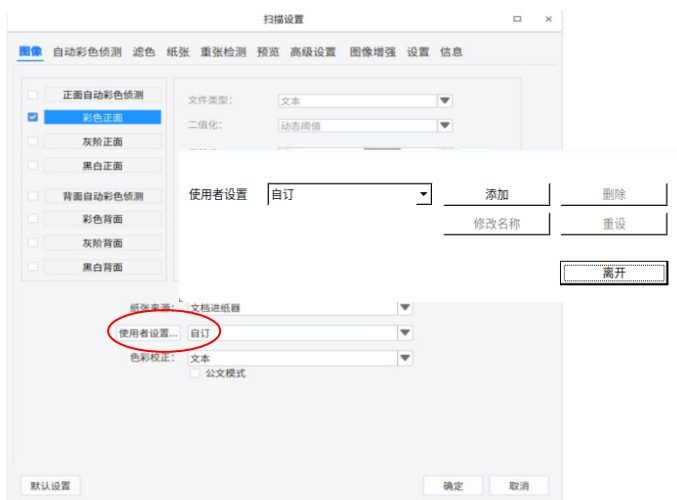 扫描设置
图像 自动彩色侦测 滤色 纸张 重张检测 预览 高级设置 图像增强 设置 信息
正面自动彩色侦测
彩色正面
灰阶正面
黑白正面
背面自动彩色侦测
彩色背面
灰阶背面
黑白背面
文件类型: 文本
二值化: 动态阈值
使用者设置 自订 添加 删除
修改名称 重设
离开
纸张来源: 文档进纸器
使用者设置... 自订
色彩校正: 文本
公文模式
默认设置 确定 取消